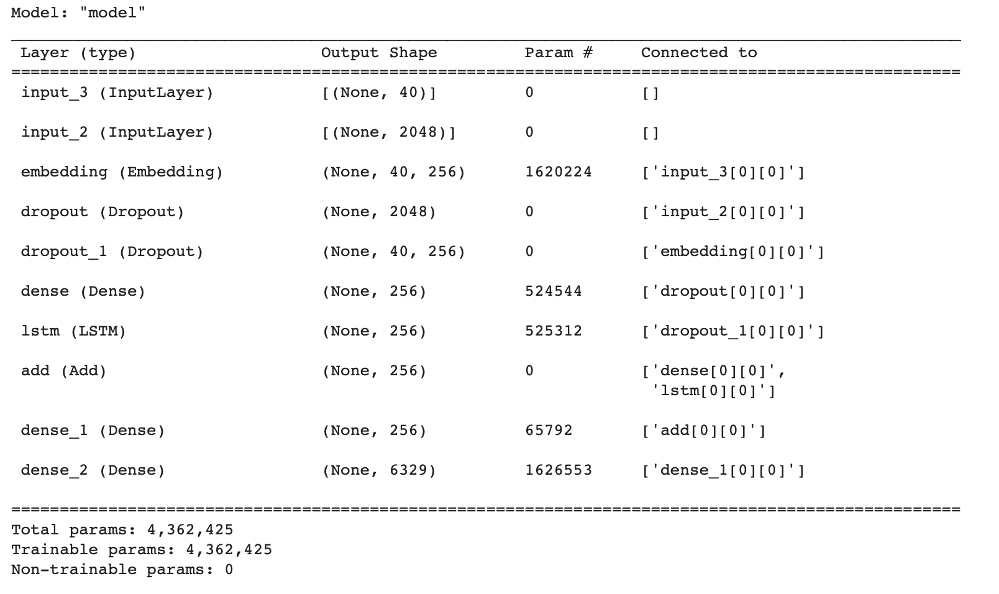 Model: "model"
Layer (type) Output Shape Param # Connected to
input_3 (InputLayer) [(None, 40)] 0 []
input_2 (InputLayer) [(None, 2048)] 0 []
embedding (Embedding) (None, 40, 256) 1620224 ['input_3[0][0]']
dropout (Dropout) (None, 2048) 0 ['input_2[0][0]']
dropout_1 (Dropout) (None, 40, 256) 0 ['embedding[0][0]']
dense (Dense) (None, 256) 524544 ['dropout[0][0]']
lstm (LSTM) (None, 256) 525312 ['dropout_1[0][0]']
add (Add) (None, 256) 0 ['dense[0][0]',
'lstm[0][0]']
dense_1 (Dense) (None, 256) 65792 ['add[0][0]']
dense_2 (Dense) (None, 6329) 1626553 ['dense_1[0][0]']
Total params: 4,362,425
Trainable params: 4,362,425
Non-trainable params: 0